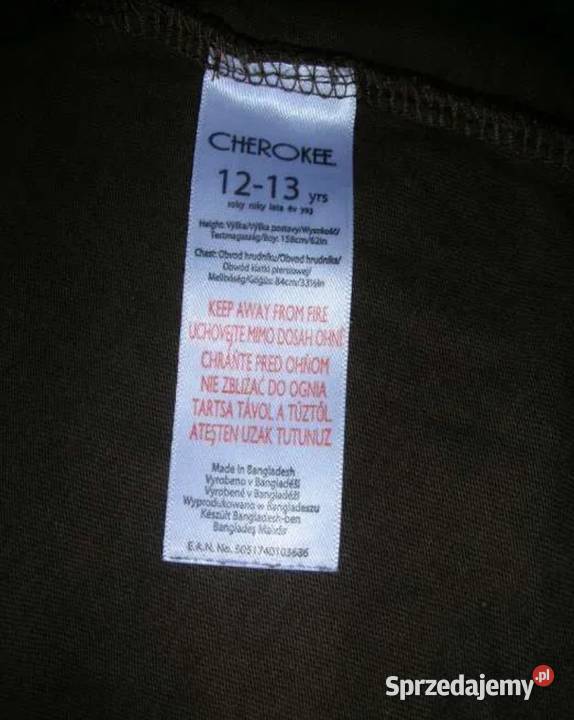 CHEROKEE
12-13 yrs
roky roky lata év yaş
Height: Výška/Výška postavy/Wysokość/
Testmagasság/Boy: 158cm/62in
Chest: Obvod hrudníku/Obvod hrudníka/
Obwód klatki piersiowej/
Mellbőség/Göğüs: 84cm/33½in
KEEP AWAY FROM FIRE
UCHOVEJTE MIMO DOSAH OHNĚ
CHRÁŇTE PRED OHŇOM
NIE ZBLIŻAĆ DO OGNIA
TARTSA TÁVOL A TŰZTŐL
ATEŞTEN UZAK TUTUNUZ
Made in Bangladesh
Vyrobeno v Bangladéši
Vyrobené v Bangladéši
Wyprodukowano w Bangladeszu
Készült Bangladesh-ben
Bangladeş Malıdır
E.A.N. No. 5051740103636
Sprzedajemy.pl